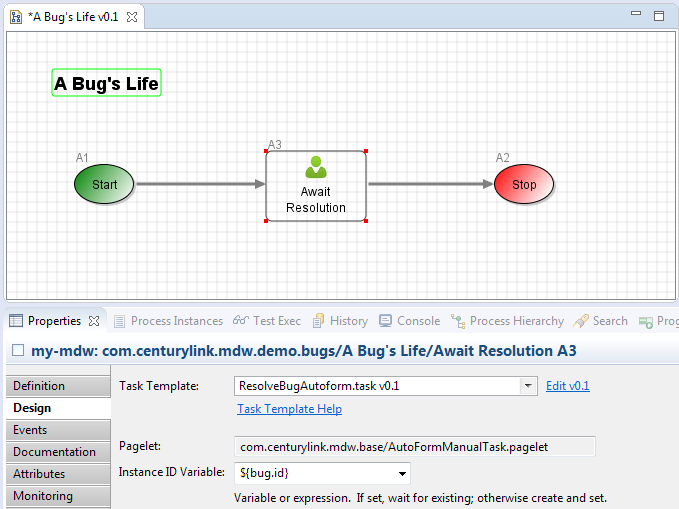 *A Bug's Life v0.1
A Bug's Life
A1
A3
A2
Start
Await
Resolution
Stop
Properties Process Instances Test Exec History Console Process Hierarchy Search Prog
my-mdw: com.centurylink.mdw.demo.bugs/A Bug's Life/Await Resolution A3
Definition
Task Template: ResolveBugAutoform.task v0.1 Edit v0.1
Design
Task Template Help
Events
Documentation
Pagelet: com.centurylink.mdw.base/AutoFormManualTask.pagelet
Attributes
Instance ID Variable: ${bug.id}
Monitoring
Variable or expression. If set, wait for existing; otherwise create and set.